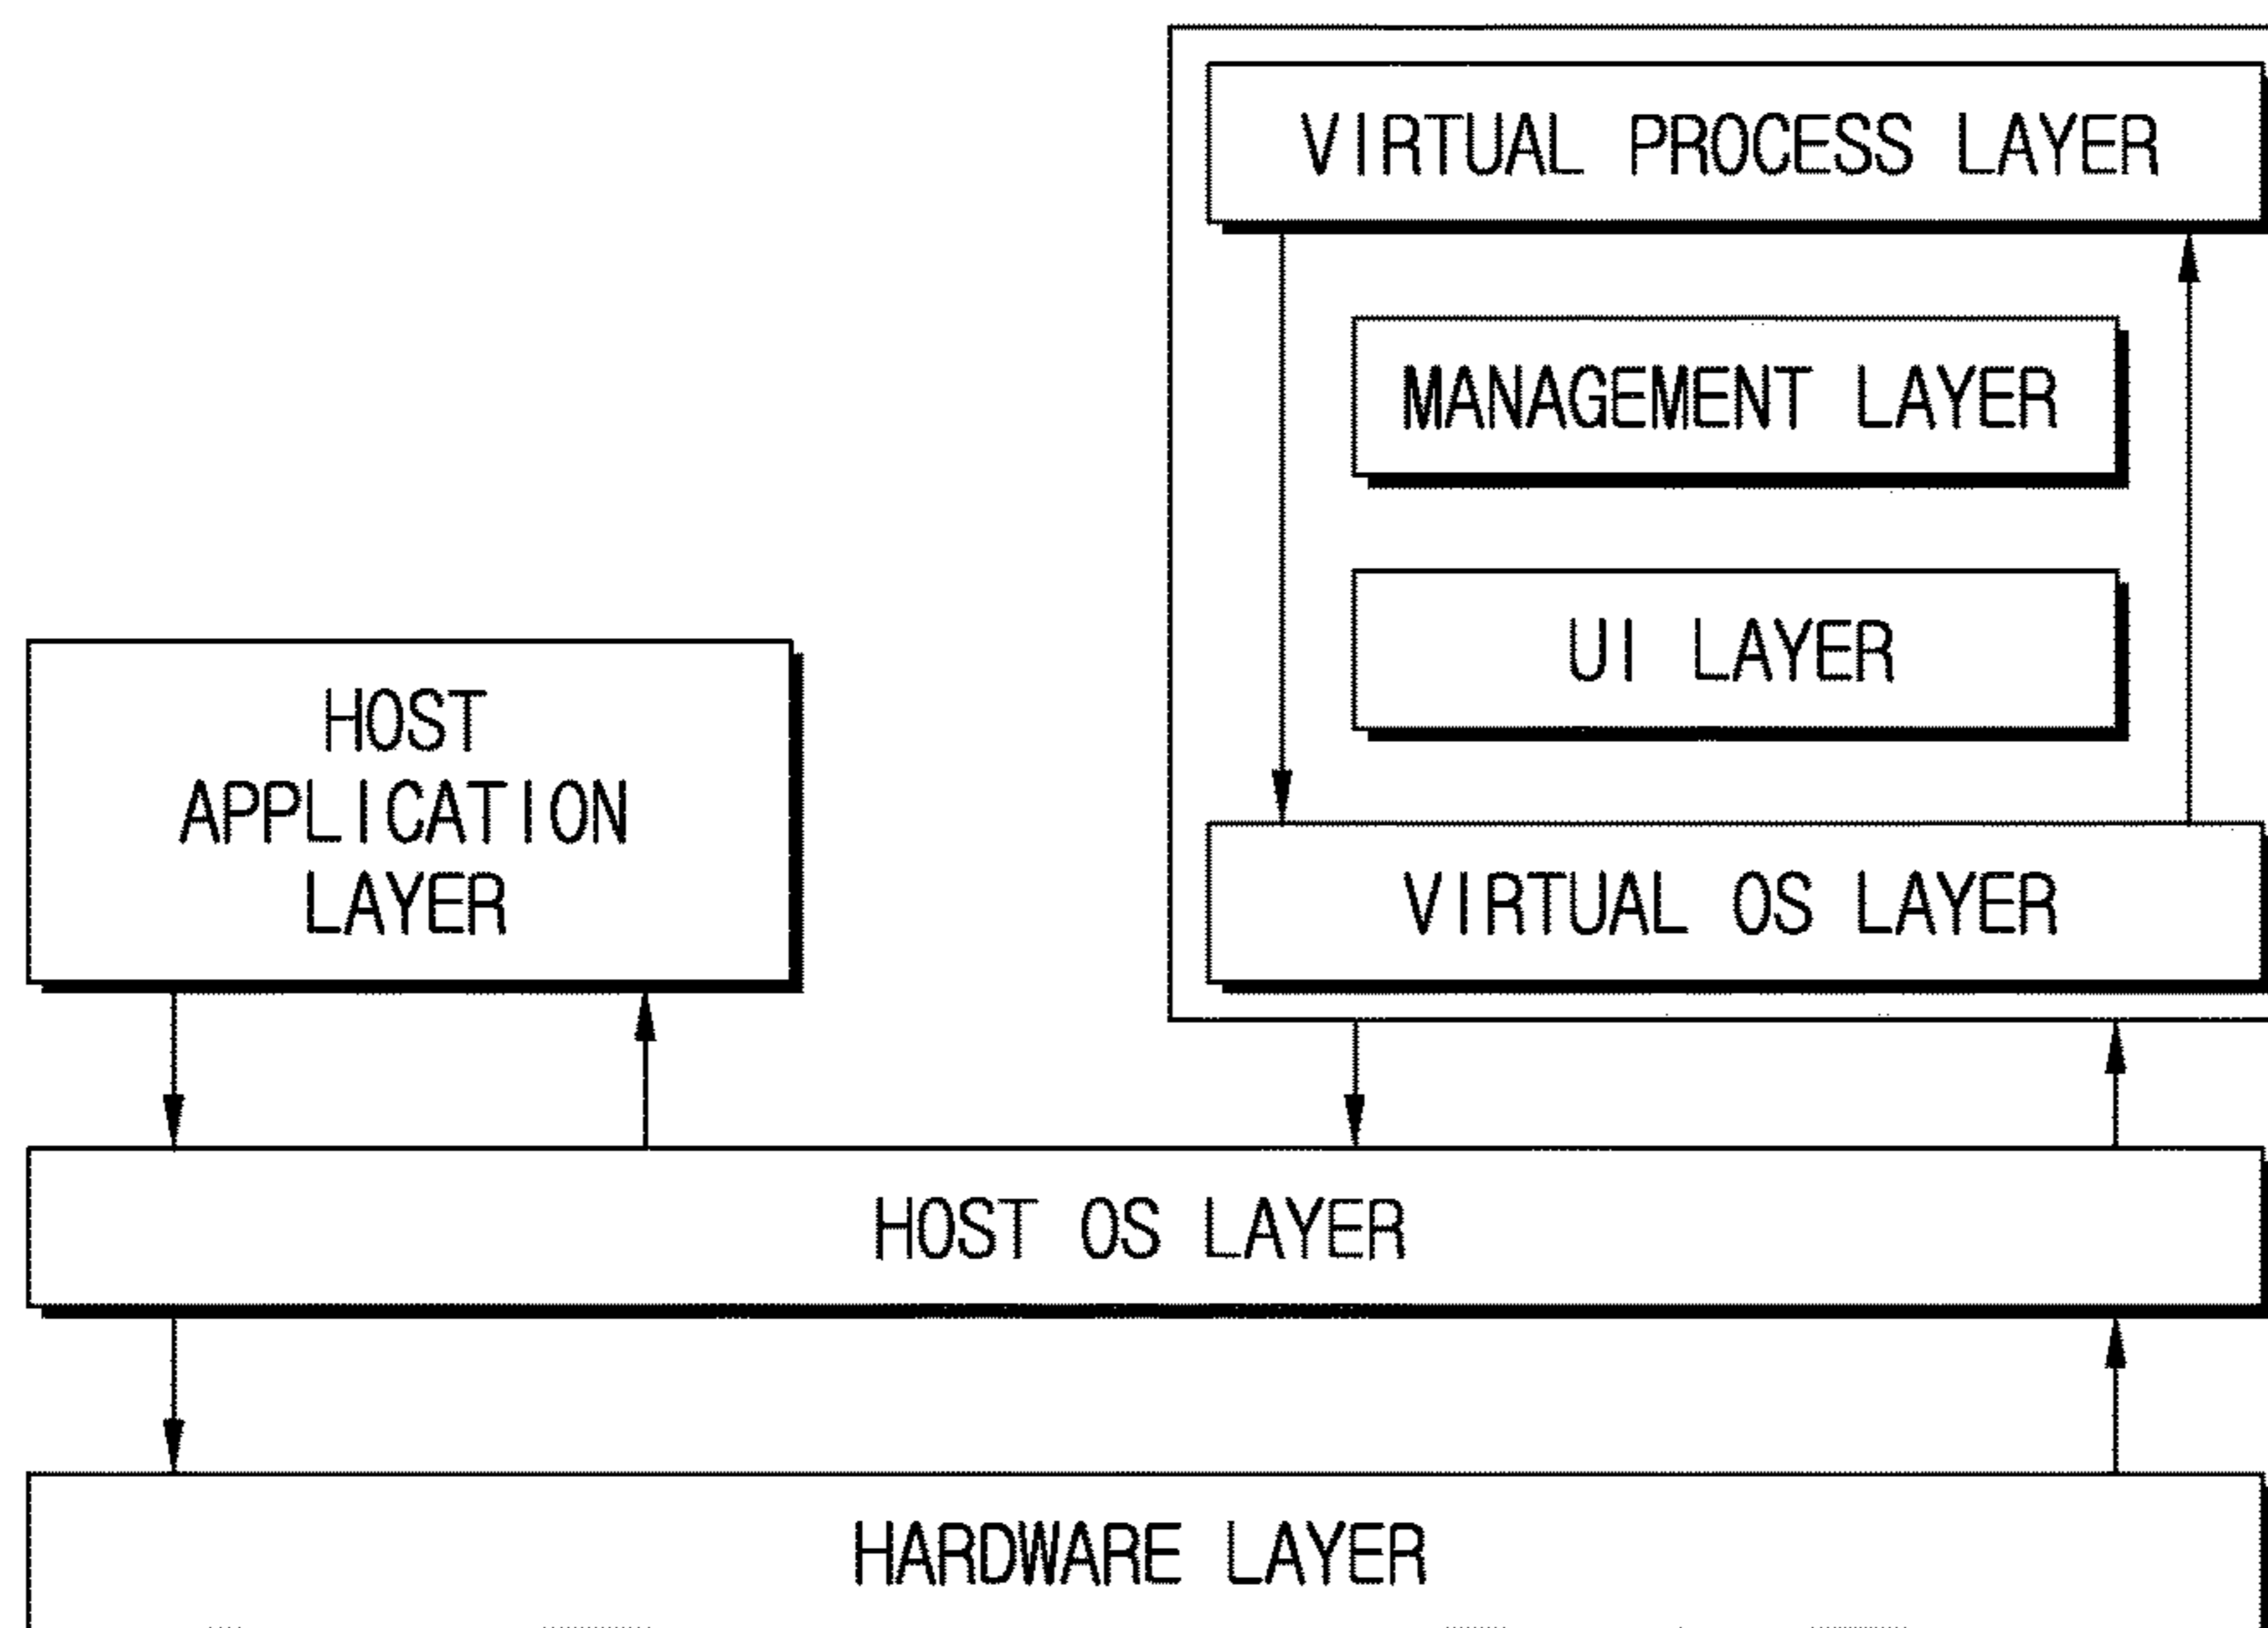 VIRTUAL PROCESS LAYER
MANAGEMENT LAYER
UI LAYER
HOST
APPLICATION
LAYER
VIRTUAL OS LAYER
HOST OS LAYER
HARDWARE LAYER